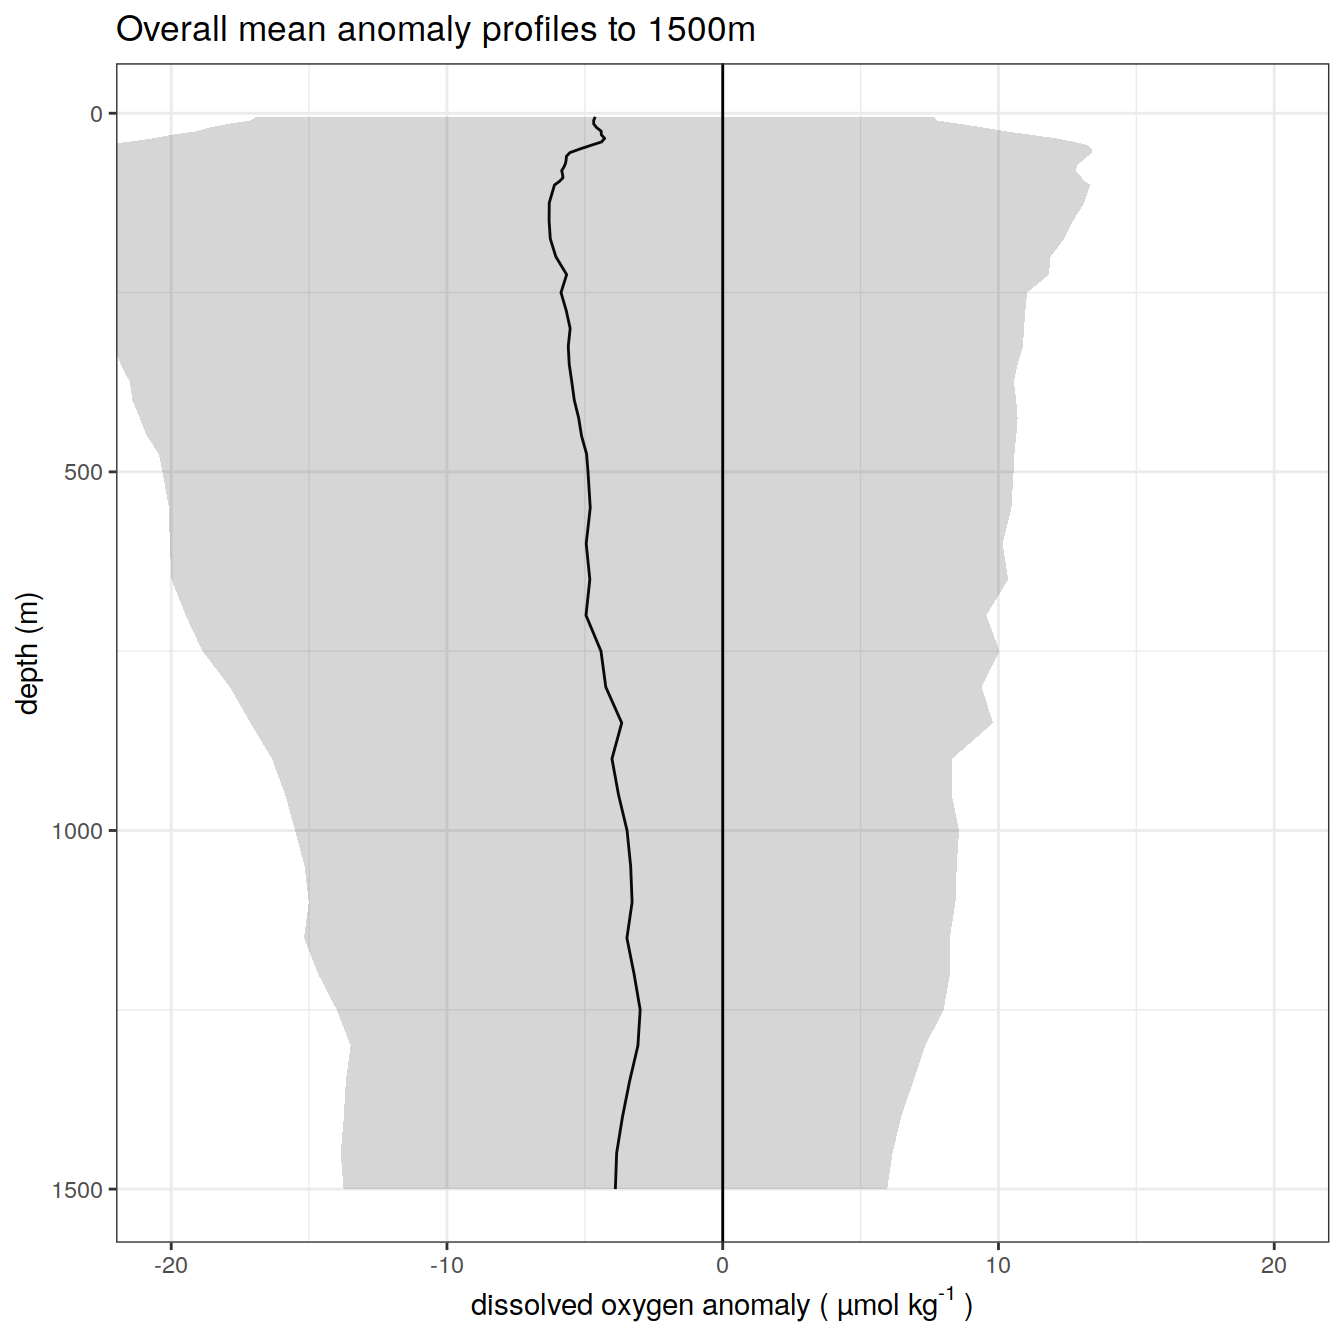 Overall mean anomaly profiles to 1500m
0
500
1000
1500
depth (m)
-20 -10 0 10 20
dissolved oxygen anomaly ( µmol kg⁻¹ )